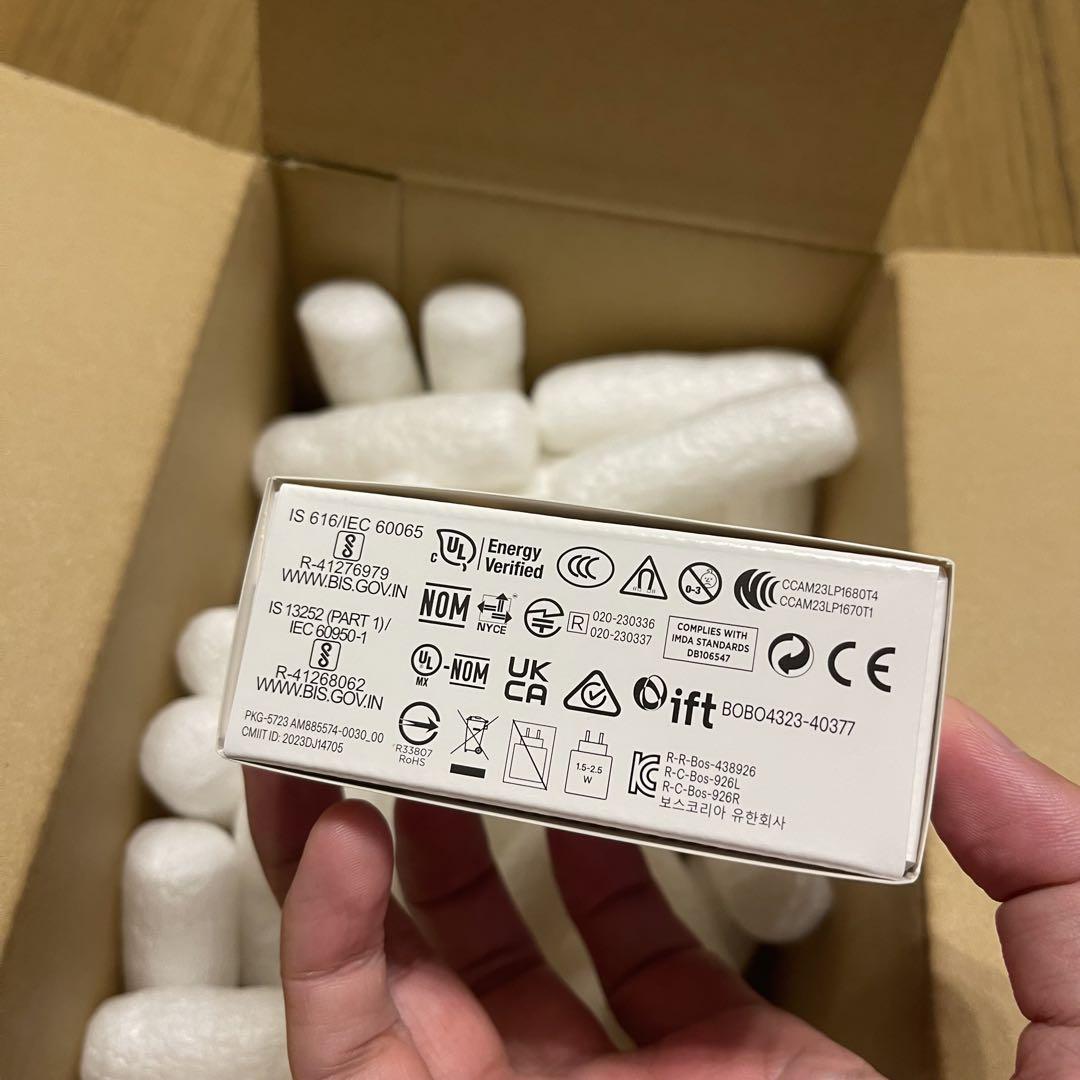 IS 616/IEC 60065
R-41276979
WWW.BIS.GOV.IN
IS 13252 (PART 1)/
IEC 60950-1
R-41268062
WWW.BIS.GOV.IN
PKG-5723 AM885574-0030_00
CMIIT ID: 2023DJ14705
C UL Energy
Verified
CCC
0-3
CCAM23LP1680T4
CCAM23LP1670T1
NOM
NYCE
R
020-230336
020-230337
COMPLIES WITH
IMDA STANDARDS
DB106547
CE
UL -NOM
MX
UK
CA
ift BOBO4323-40377
R33807
RoHS
1.5-2.5
W
R-R-Bos-438926
R-C-Bos-926L
R-C-Bos-926R
보스코리아 유한회사